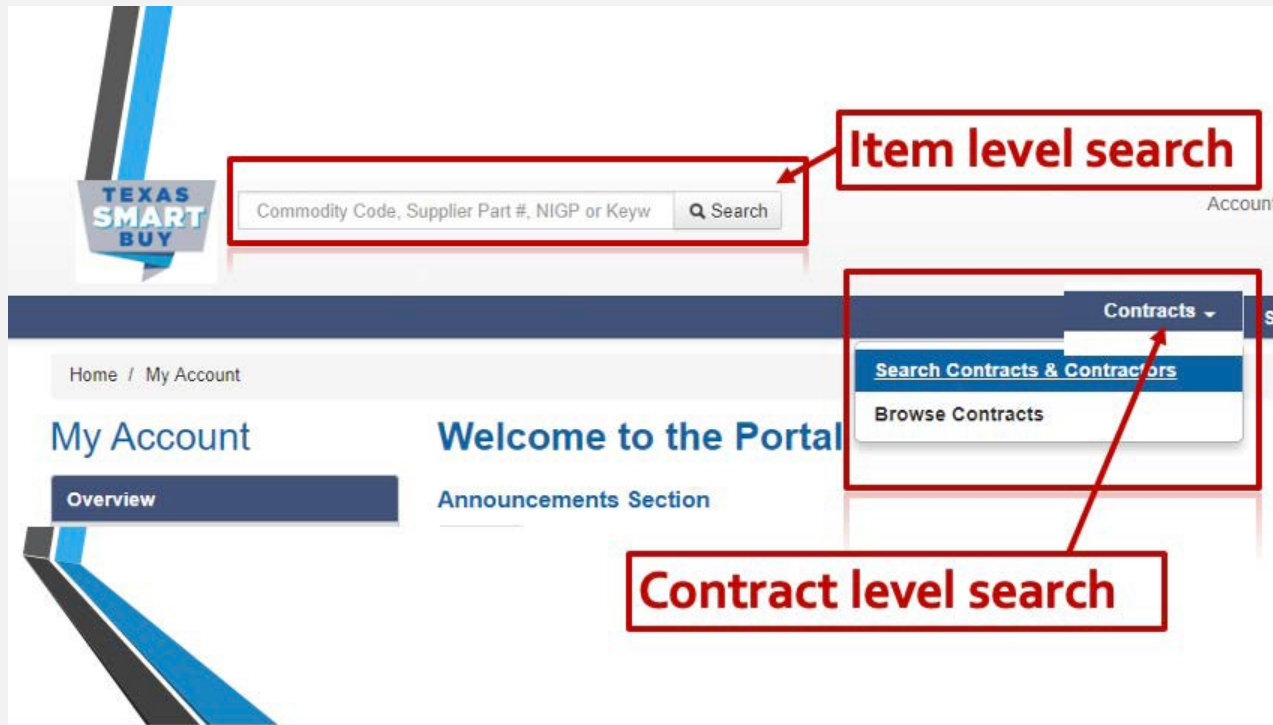 Item level search
TEXAS
SMART
BUY
Commodity Code, Supplier Part #, NIGP or Keyw
Search
Account
Contracts
S
Home / My Account
Search Contracts & Contractors
Browse Contracts
My Account
Welcome to the Portal
Overview
Announcements Section
Contract level search